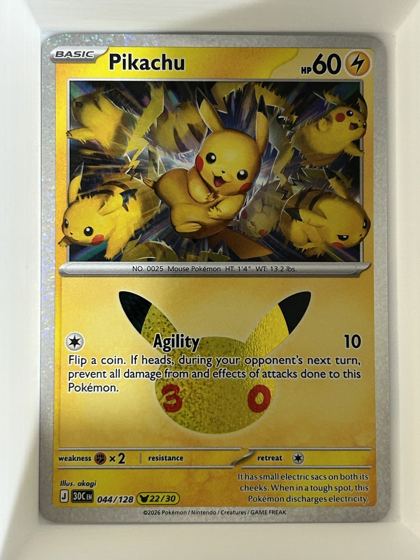 BASIC Pikachu HP60
NO. 0025 Mouse Pokémon HT: 1'4" WT: 13.2 lbs.
Agility 10
Flip a coin. If heads, during your opponent's next turn,
prevent all damage from and effects of attacks done to this
Pokémon.
30
weakness ×2 resistance retreat
Illus. akagi
J 30C EN 044/128 22/30
It has small electric sacs on both its
cheeks. When in a tough spot, this
Pokémon discharges electricity.
©2026 Pokémon / Nintendo / Creatures / GAME FREAK